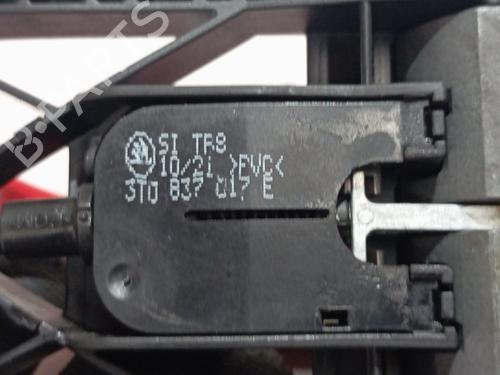 B-PARTS
SI TR8
10/21 >PVC<
3T0 837 017 E